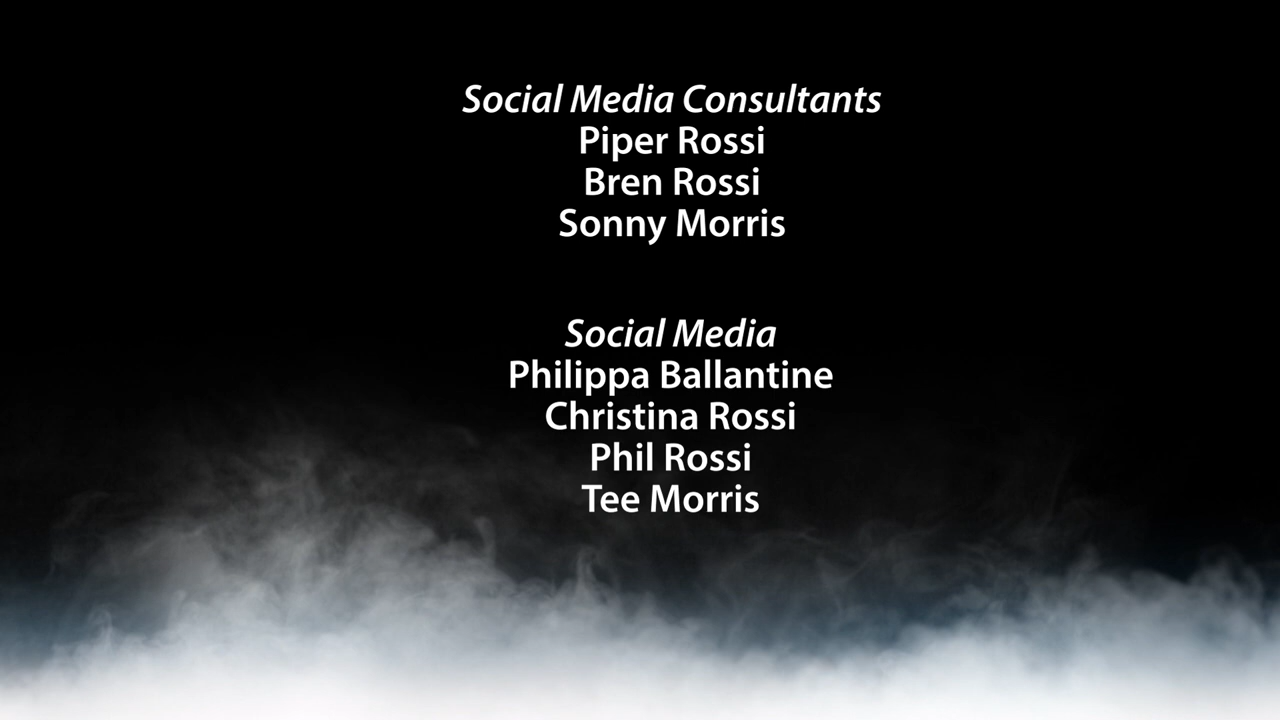 Social Media Consultants
Piper Rossi
Bren Rossi
Sonny Morris
Social Media
Philippa Ballantine
Christina Rossi
Phil Rossi
Tee Morris